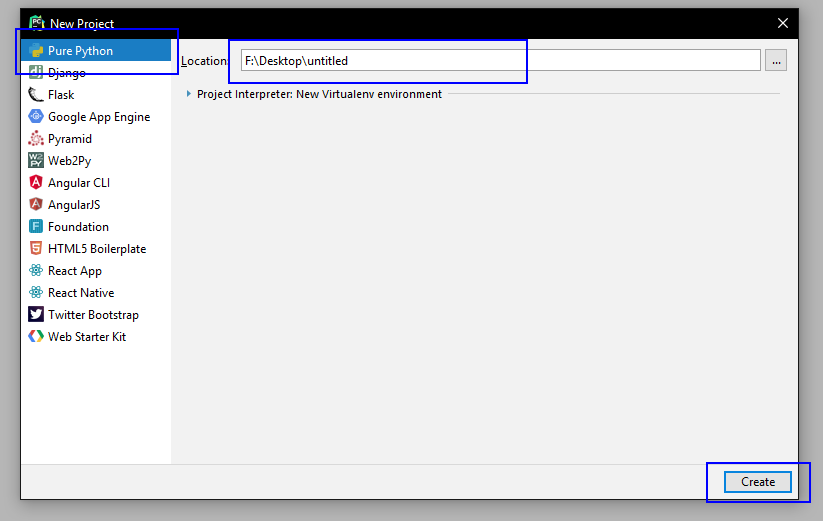 New Project
Pure Python
Django
Flask
Google App Engine
Pyramid
Web2Py
Angular CLI
AngularJS
Foundation
HTML5 Boilerplate
React App
React Native
Twitter Bootstrap
Web Starter Kit
Location: F:\Desktop\untitled ...
Project Interpreter: New Virtualenv environment
Create